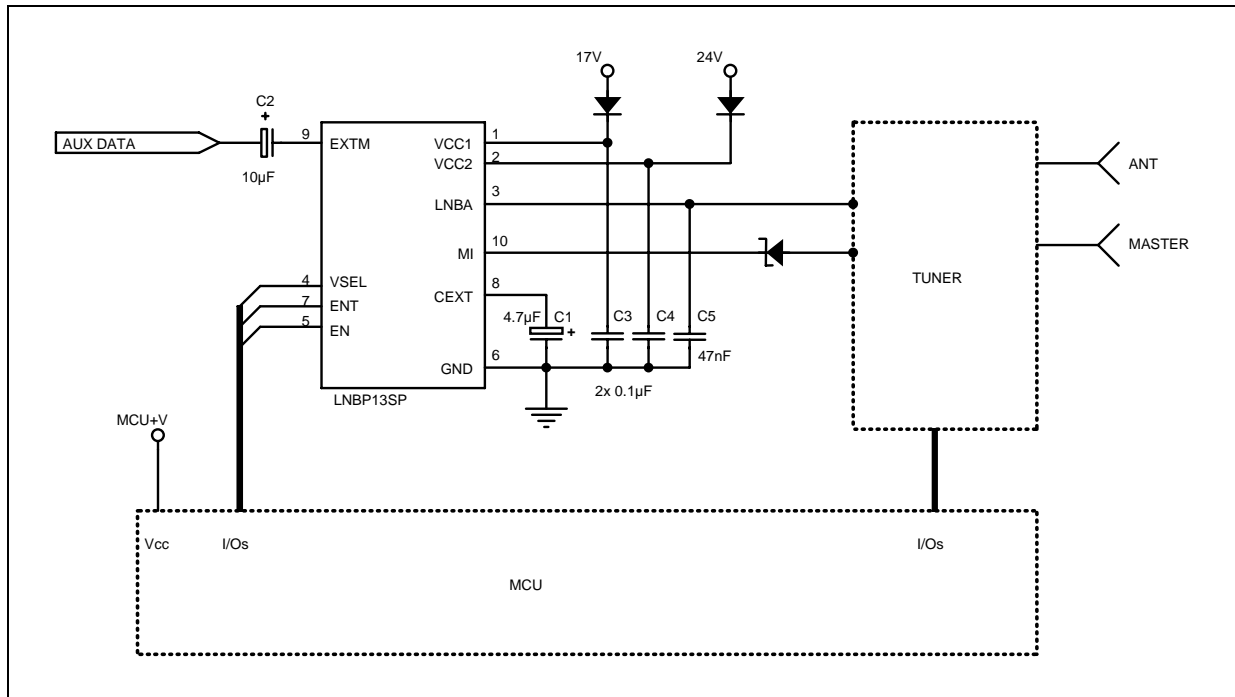 17V
24V
C2
+
AUX DATA
9
EXTM
VCC1
1
10µF
VCC2
2
LNBA
3
ANT
MI
10
MASTER
TUNER
4
VSEL
7
ENT
5
EN
CEXT
8
4.7µF
C1
+
C3
C4
C5
47nF
GND
6
2x 0.1µF
LNBP13SP
MCU+V
Vcc
I/Os
I/Os
MCU